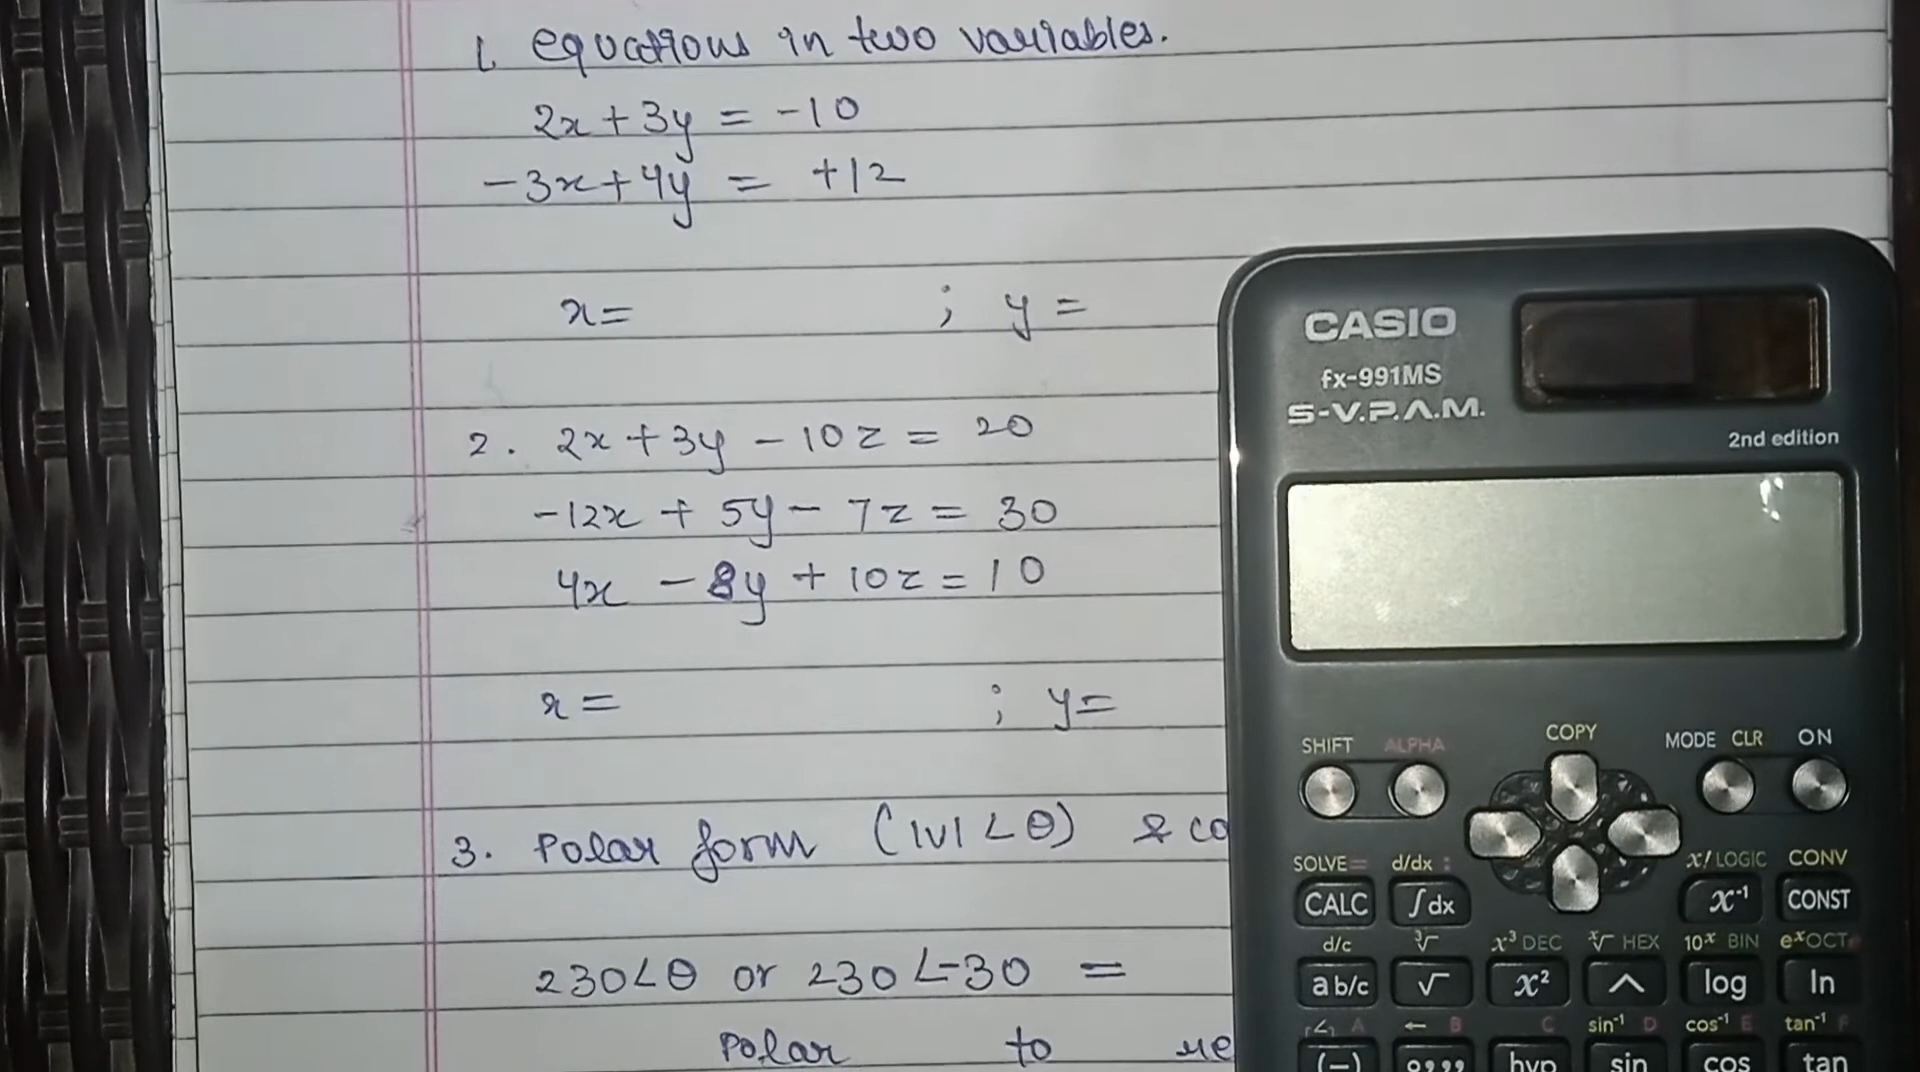 1. equations in two variables.
2x + 3y = -10
-3x + 4y = +12
x= ; y =
2. 2x + 3y - 10z = 20
-12x + 5y - 7z = 30
4x - 8y + 10z = 10
x = ; y=
3. Polar form (|v| ∠θ) & co
230∠θ or 230 ∠-30 =
Polar to re
CASIO
fx-991MS
S-V.P.A.M.
2nd edition
COPY
SHIFT ALPHA MODE CLR ON
SOLVE = d/dx : x! LOGIC CONV
CALC ∫dx x⁻¹ CONST
d/c ³√ x³ DEC ˣ√ HEX 10ˣ BIN eˣ OCT
a b/c √ x² ^ log ln
∠ A ← B C sin⁻¹ D cos⁻¹ E tan⁻¹ F
(-) °,,, hyp sin cos tan